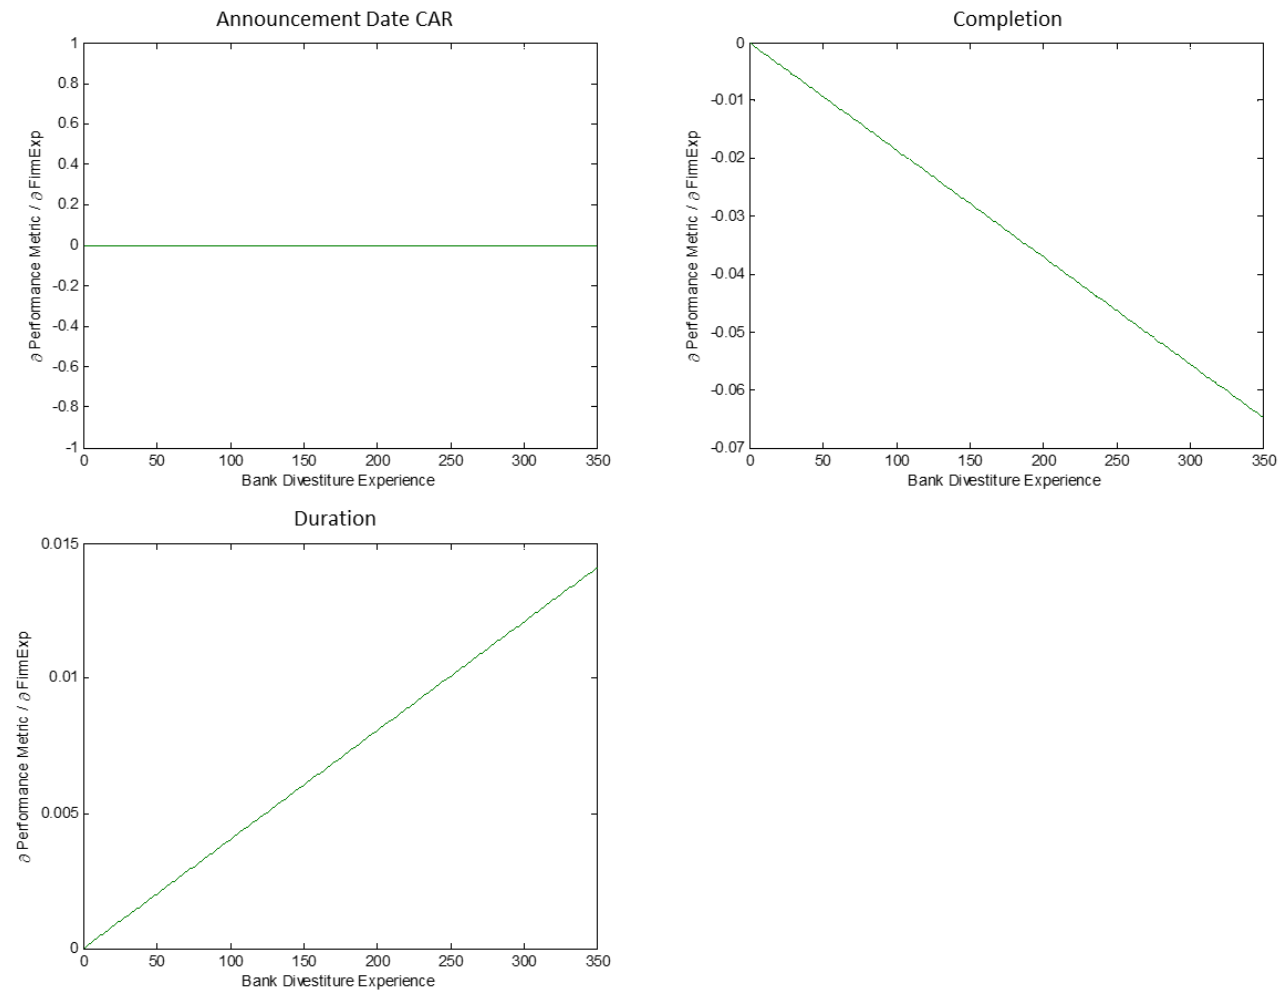 Announcement Date CAR
∂ Performance Metric / ∂ FirmExp
1
0.8
0.6
0.4
0.2
0
-0.2
-0.4
-0.6
-0.8
-1
0 50 100 150 200 250 300 350
Bank Divestiture Experience
Completion
∂ Performance Metric / ∂ FirmExp
0
-0.01
-0.02
-0.03
-0.04
-0.05
-0.06
-0.07
0 50 100 150 200 250 300 350
Bank Divestiture Experience
Duration
∂ Performance Metric / ∂ FirmExp
0.015
0.01
0.005
0
0 50 100 150 200 250 300 350
Bank Divestiture Experience